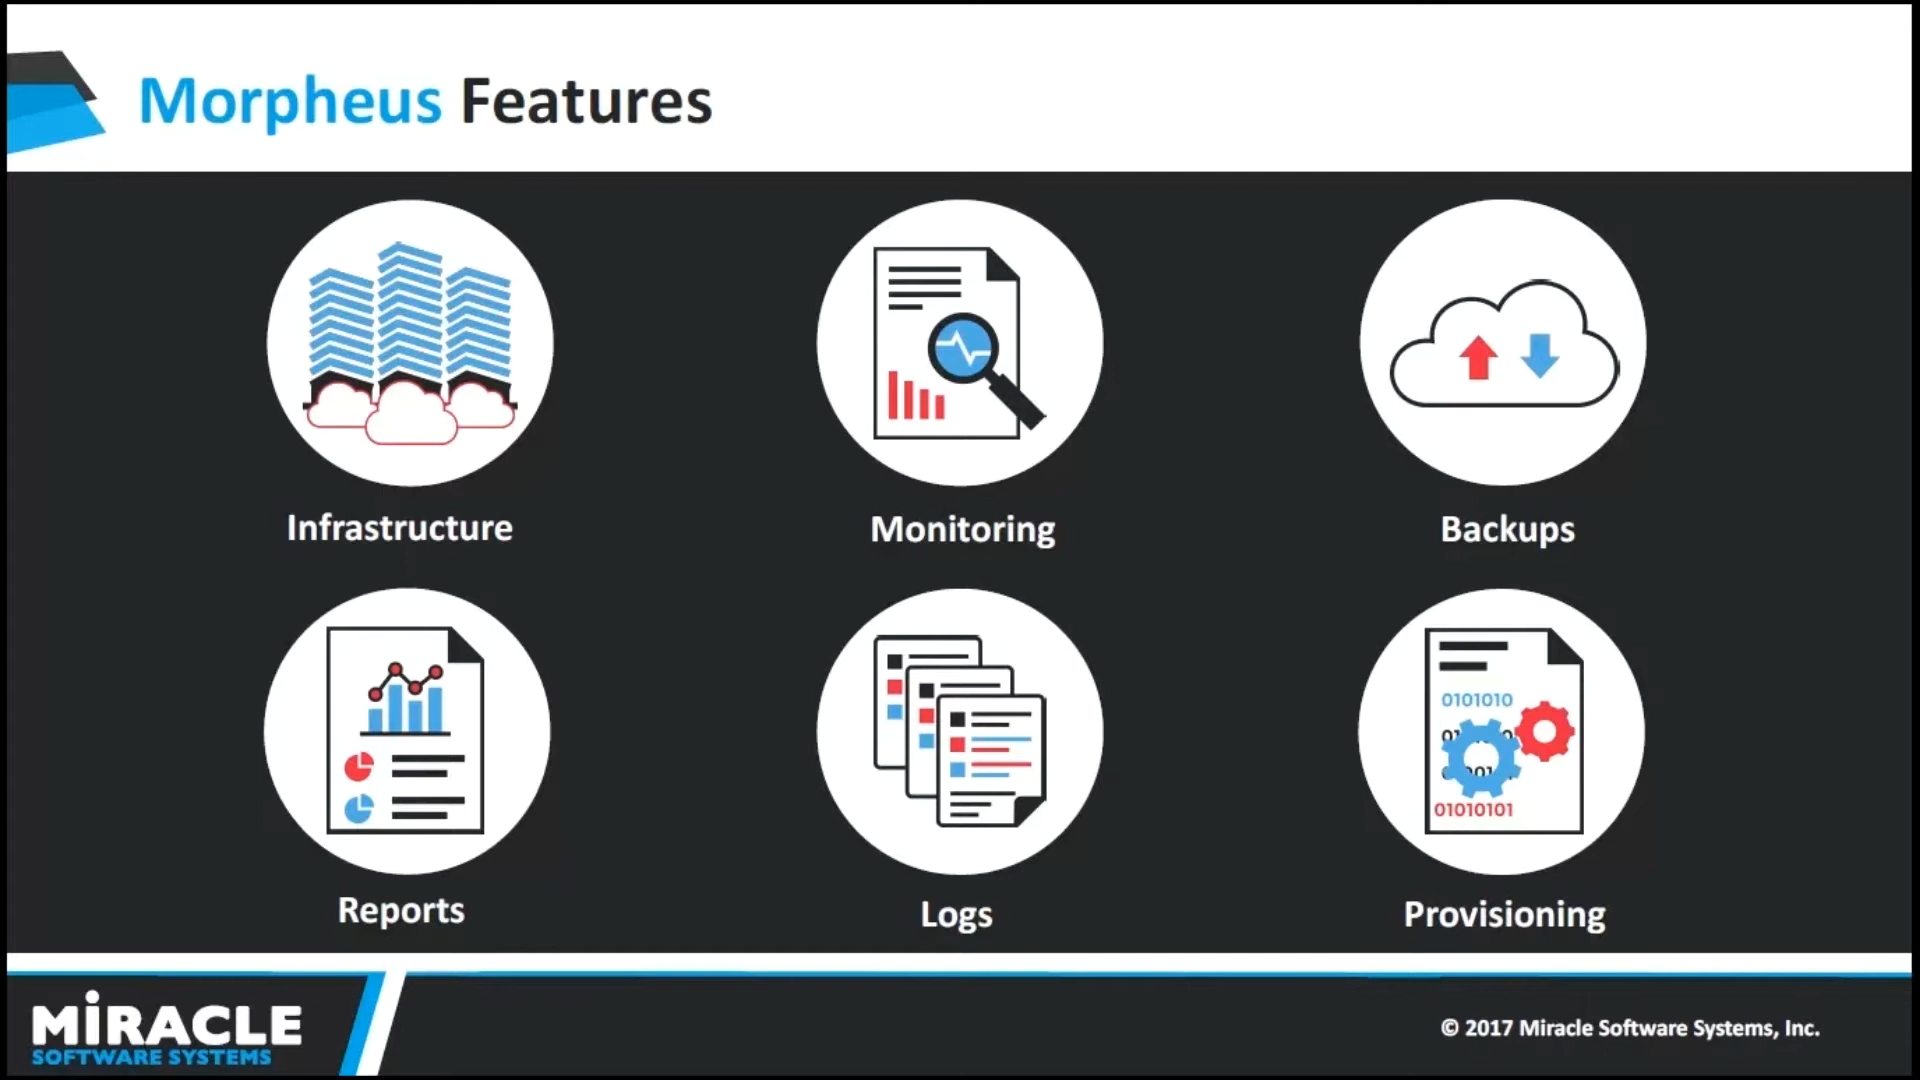 Morpheus Features
Infrastructure
Monitoring
Backups
Reports
Logs
Provisioning
0101010
01010101
MiRACLE
SOFTWARE SYSTEMS
© 2017 Miracle Software Systems, Inc.